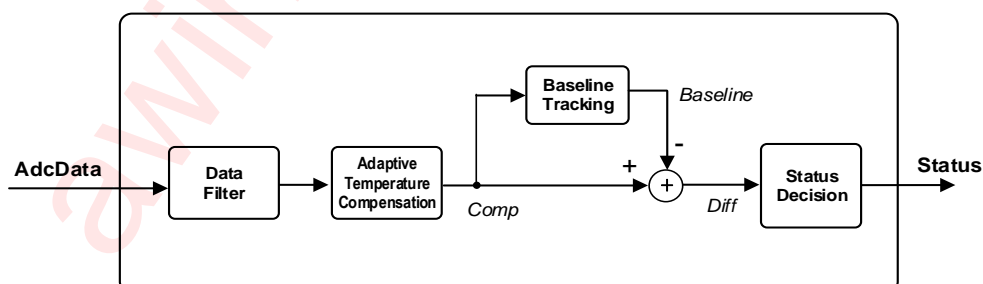 Baseline
Tracking
Baseline
-
AdcData
Data
Filter
Adaptive
Temperature
Compensation
Comp
+
+
Diff
Status
Decision
Status